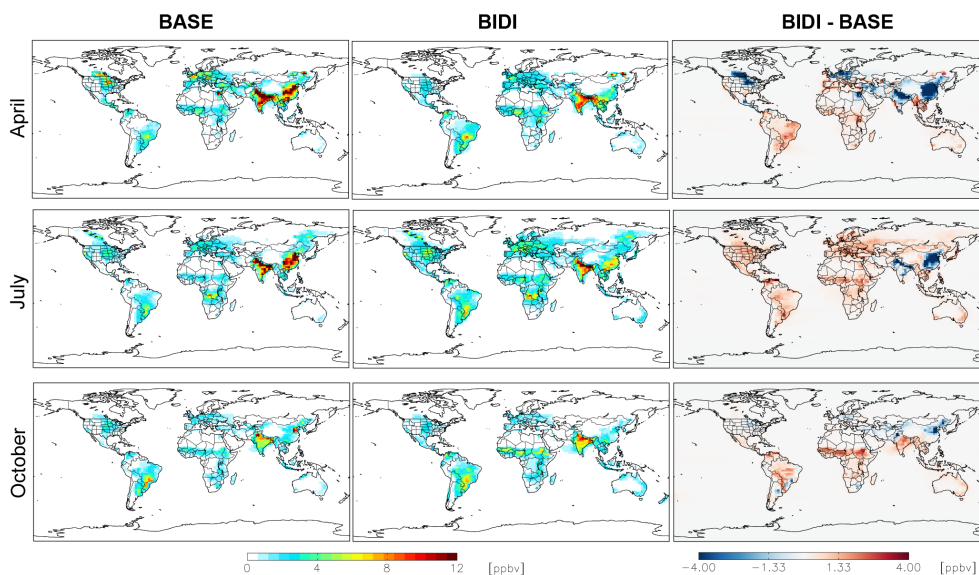 BASE BIDI BIDI - BASE
April
July
October
0 4 8 12 [ppbv] -4.00 -1.33 1.33 4.00 [ppbv]